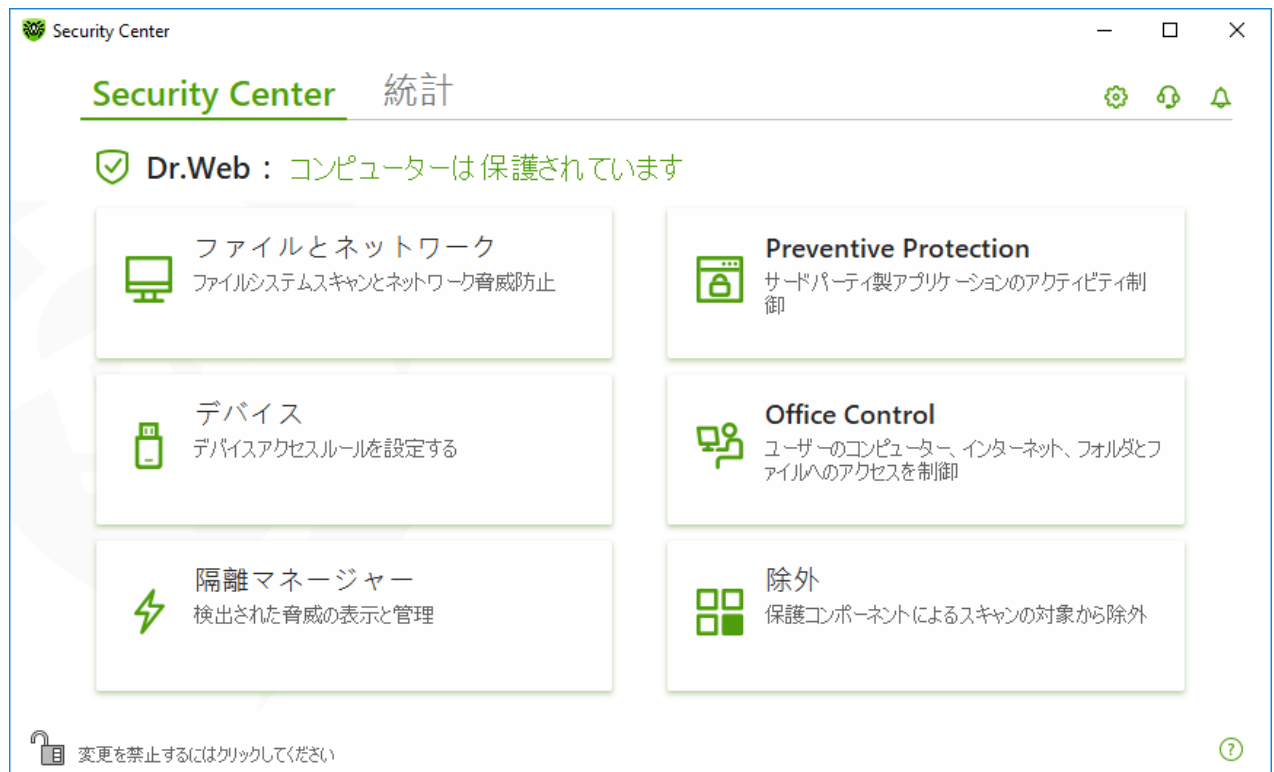 Security Center
Security Center 統計
Dr.Web : コンピューターは保護されています
ファイルとネットワーク
ファイルシステムスキャンとネットワーク脅威防止
Preventive Protection
サードパーティ製アプリケーションのアクティビティ制
御
デバイス
デバイスアクセスルールを設定する
Office Control
ユーザーのコンピューター、インターネット、フォルダとフ
ァイルへのアクセスを制御
隔離マネージャー
検出された脅威の表示と管理
除外
保護コンポーネントによるスキャンの対象から除外
変更を禁止するにはクリックしてください
?